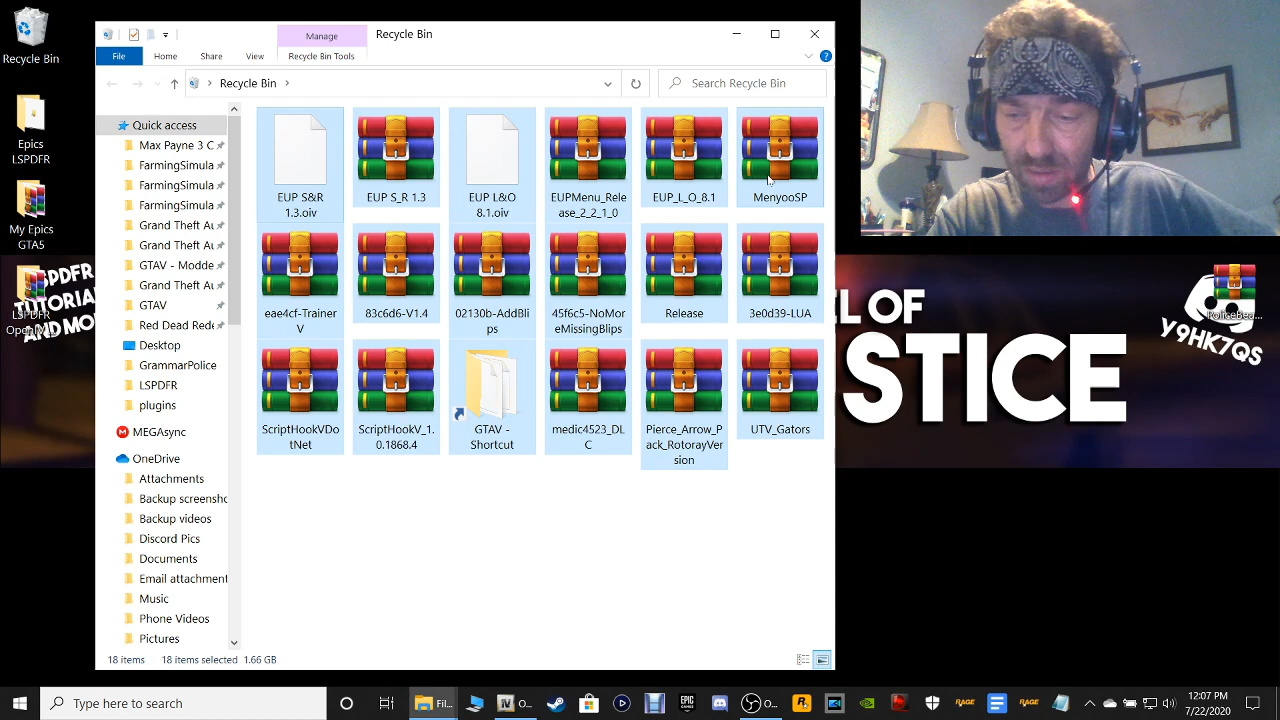 Recycle Bin
Epics
LSPDFR
My Epics
GTA5
LSPDFR
Manage
Recycle Bin
File
Home
Share
View
Recycle Bin Tools
Recycle Bin
Search Recycle Bin
Quick access
Max Payne 3 C
FarmingSimula
FarmingSimula
FarmingSimula
Grand Theft Au
Grand Theft Au
GTAV - Modde
Grand Theft Au
GTAV
Red Dead Rede
Desktop
GrammarPolice
LSPDFR
plugins
MEGAsync
OneDrive
Attachments
Backup screensho
Backup videos
Discord Pics
Documents
Email attachment
Music
Phone Videos
Pictures
EUP S&R
1.3.oiv
EUP S_R 1.3
EUP L&O
8.1.oiv
EUPMenu_Rele
ase_2_2_1_0
EUP_L_O_8.1
MenyooSP
eae4cf-Trainer
V
83c6d6-V1.4
02130b-AddBli
ps
45f6c5-NoMor
eMissingBlips
Release
3e0d39-LUA
ScriptHookVDo
tNet
ScriptHookV_1.
0.1868.4
GTAV -
Shortcut
medic4523_DL
C
Pierce_Arrow_P
ack_RotorayVer
sion
UTV_Gators
18 items
18 items selected
1.66 GB
EL OF
STICE
Y9HK7QS
Type here to search
Fil...
O...
O...
12:07 PM
7/22/2020